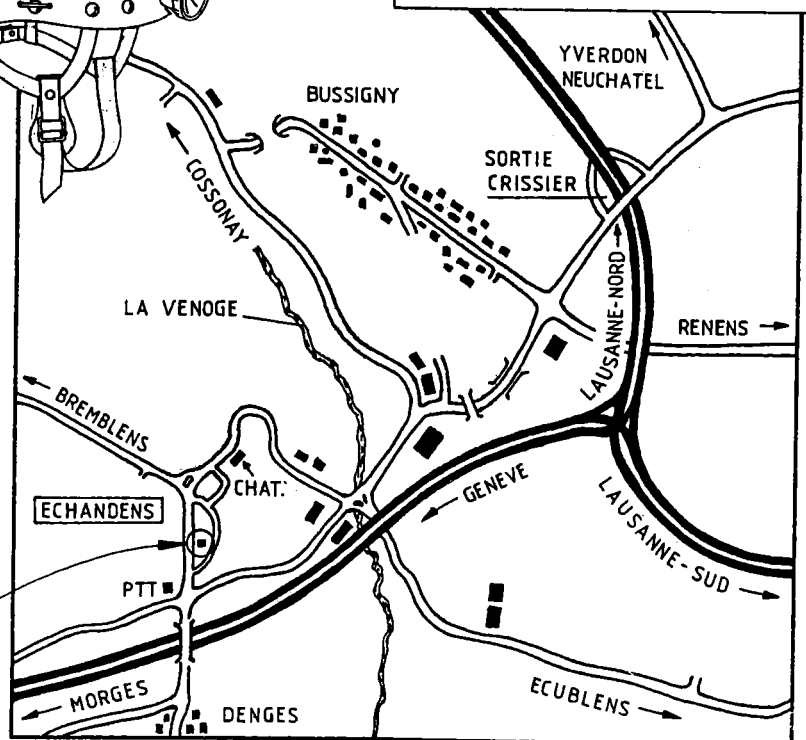 YVERDON
NEUCHATEL
BUSSIGNY
SORTIE
CRISSIER
COSSONAY
LA VENOGE
LAUSANNE-NORD
RENENS
BREMBLENS
CHAT.
GENEVE
ECHANDENS
LAUSANNE-SUD
PTT
MORGES
ECUBLENS
DENGES